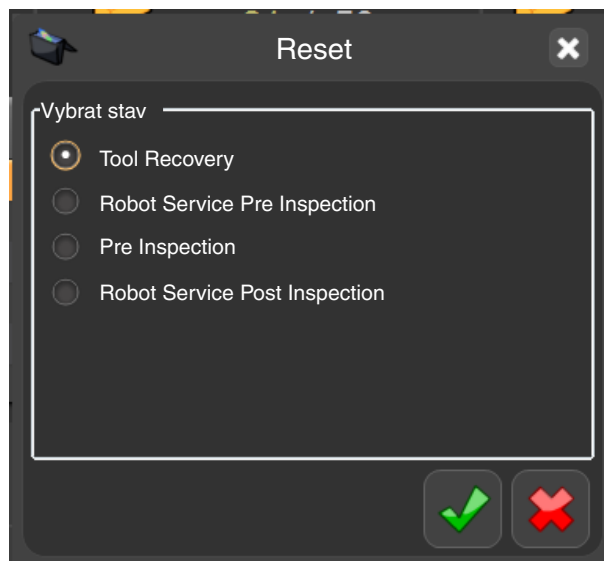 Reset
Vybrat stav
Tool Recovery
Robot Service Pre Inspection
Pre Inspection
Robot Service Post Inspection